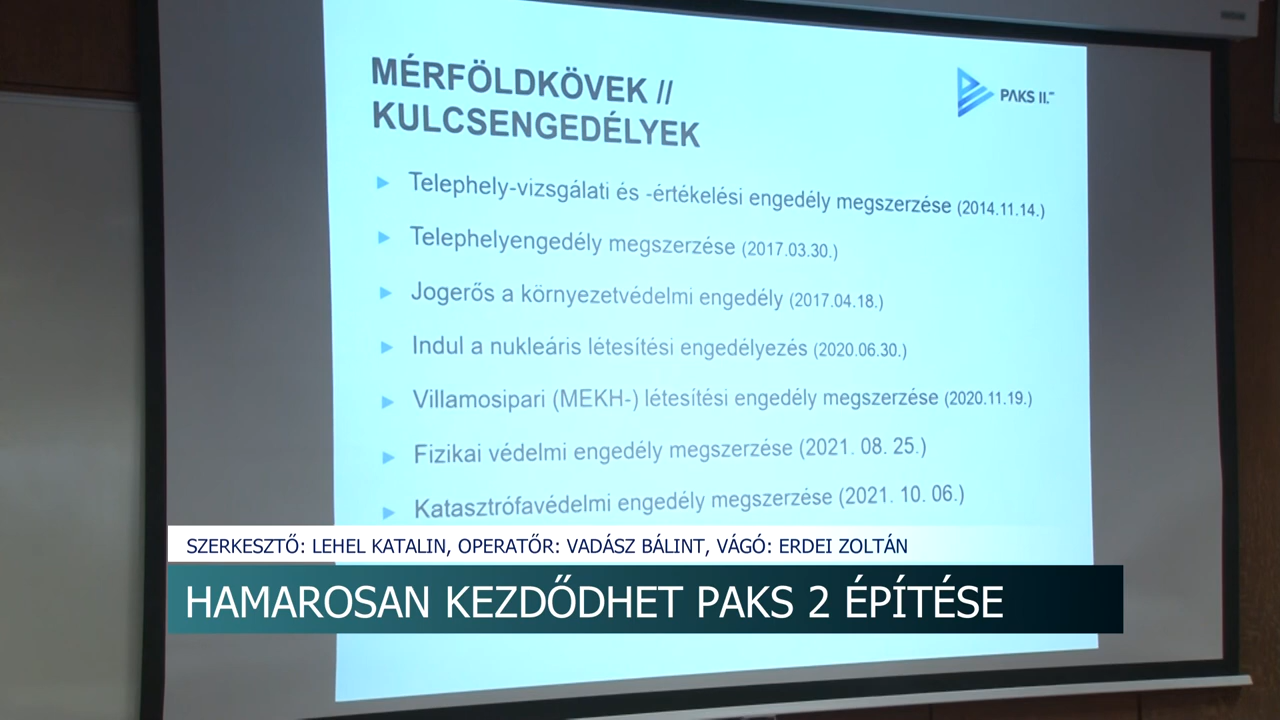 MÉRFÖLDKÖVEK //
KULCSENGEDÉLYEK
PAKS II.
Telephely-vizsgálati és -értékelési engedély megszerzése (2014.11.14.)
Telephelyengedély megszerzése (2017.03.30.)
Jogerős a környezetvédelmi engedély (2017.04.18.)
Indul a nukleáris létesítési engedélyezés (2020.06.30.)
Villamosipari (MEKH-) létesítési engedély megszerzése (2020.11.19.)
Fizikai védelmi engedély megszerzése (2021. 08. 25.)
Katasztrófavédelmi engedély megszerzése (2021. 10. 06.)
SZERKESZTŐ: LEHEL KATALIN, OPERATŐR: VADÁSZ BÁLINT, VÁGÓ: ERDEI ZOLTÁN
HAMAROSAN KEZDŐDHET PAKS 2 ÉPÍTÉSE